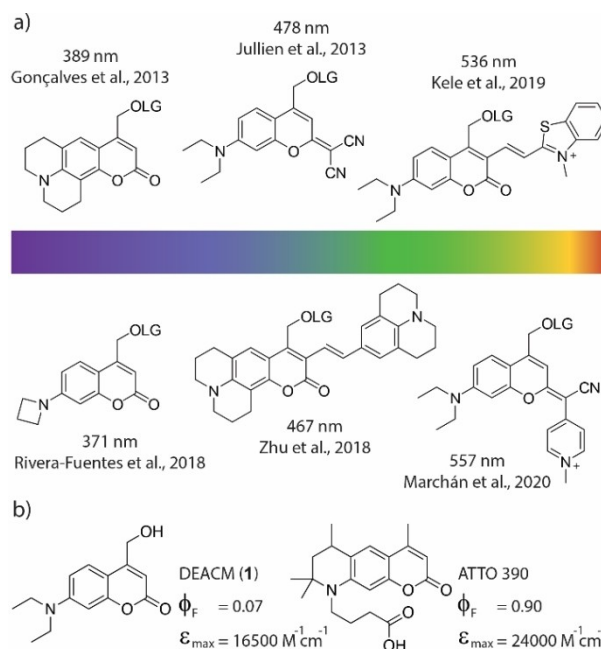 a)
389 nm
Gonçalves et al., 2013
478 nm
Jullien et al., 2013
536 nm
Kele et al., 2019
OLG
N
O
O
OLG
N
O
CN
CN
OLG
N
O
O
S
N+
OLG
N
O
O
371 nm
Rivera-Fuentes et al., 2018
OLG
N
O
O
N
467 nm
Zhu et al., 2018
OLG
N
O
CN
N+
557 nm
Marchán et al., 2020
b)
OH
N
O
O
DEACM (1)
ϕF = 0.07
εmax = 16500 M-1cm-1
N
O
O
O
OH
ATTO 390
ϕF = 0.90
εmax = 24000 M-1cm-1